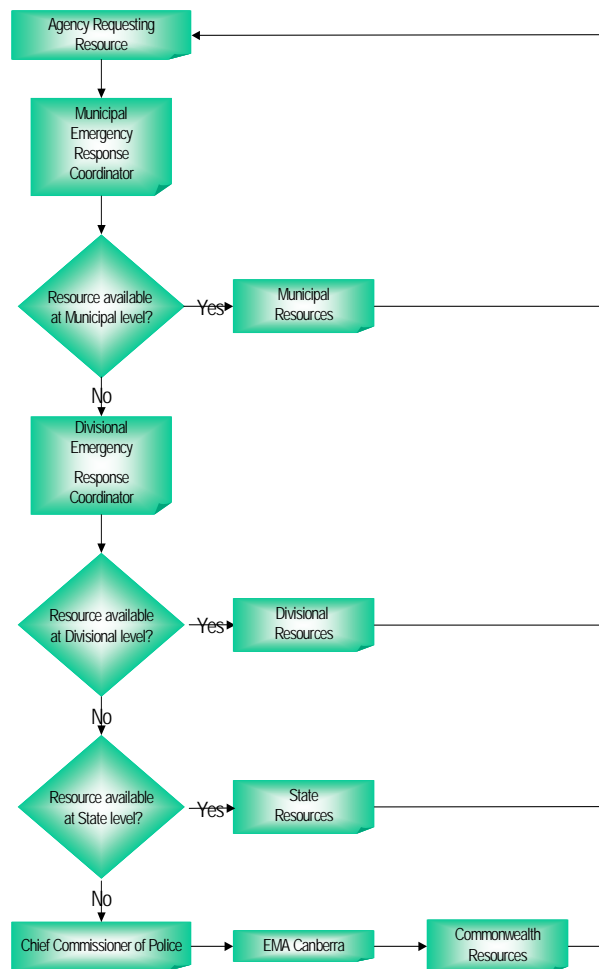 Agency Requesting
Resource
Municipal
Emergency
Response
Coordinator
Resource available
at Municipal level?
Yes
Municipal
Resources
No
Divisional
Emergency
Response
Coordinator
Resource available
at Divisional level?
Yes
Divisional
Resources
No
Resource available
at State level?
Yes
State
Resources
No
Chief Commissioner of Police
EMA Canberra
Commonwealth
Resources